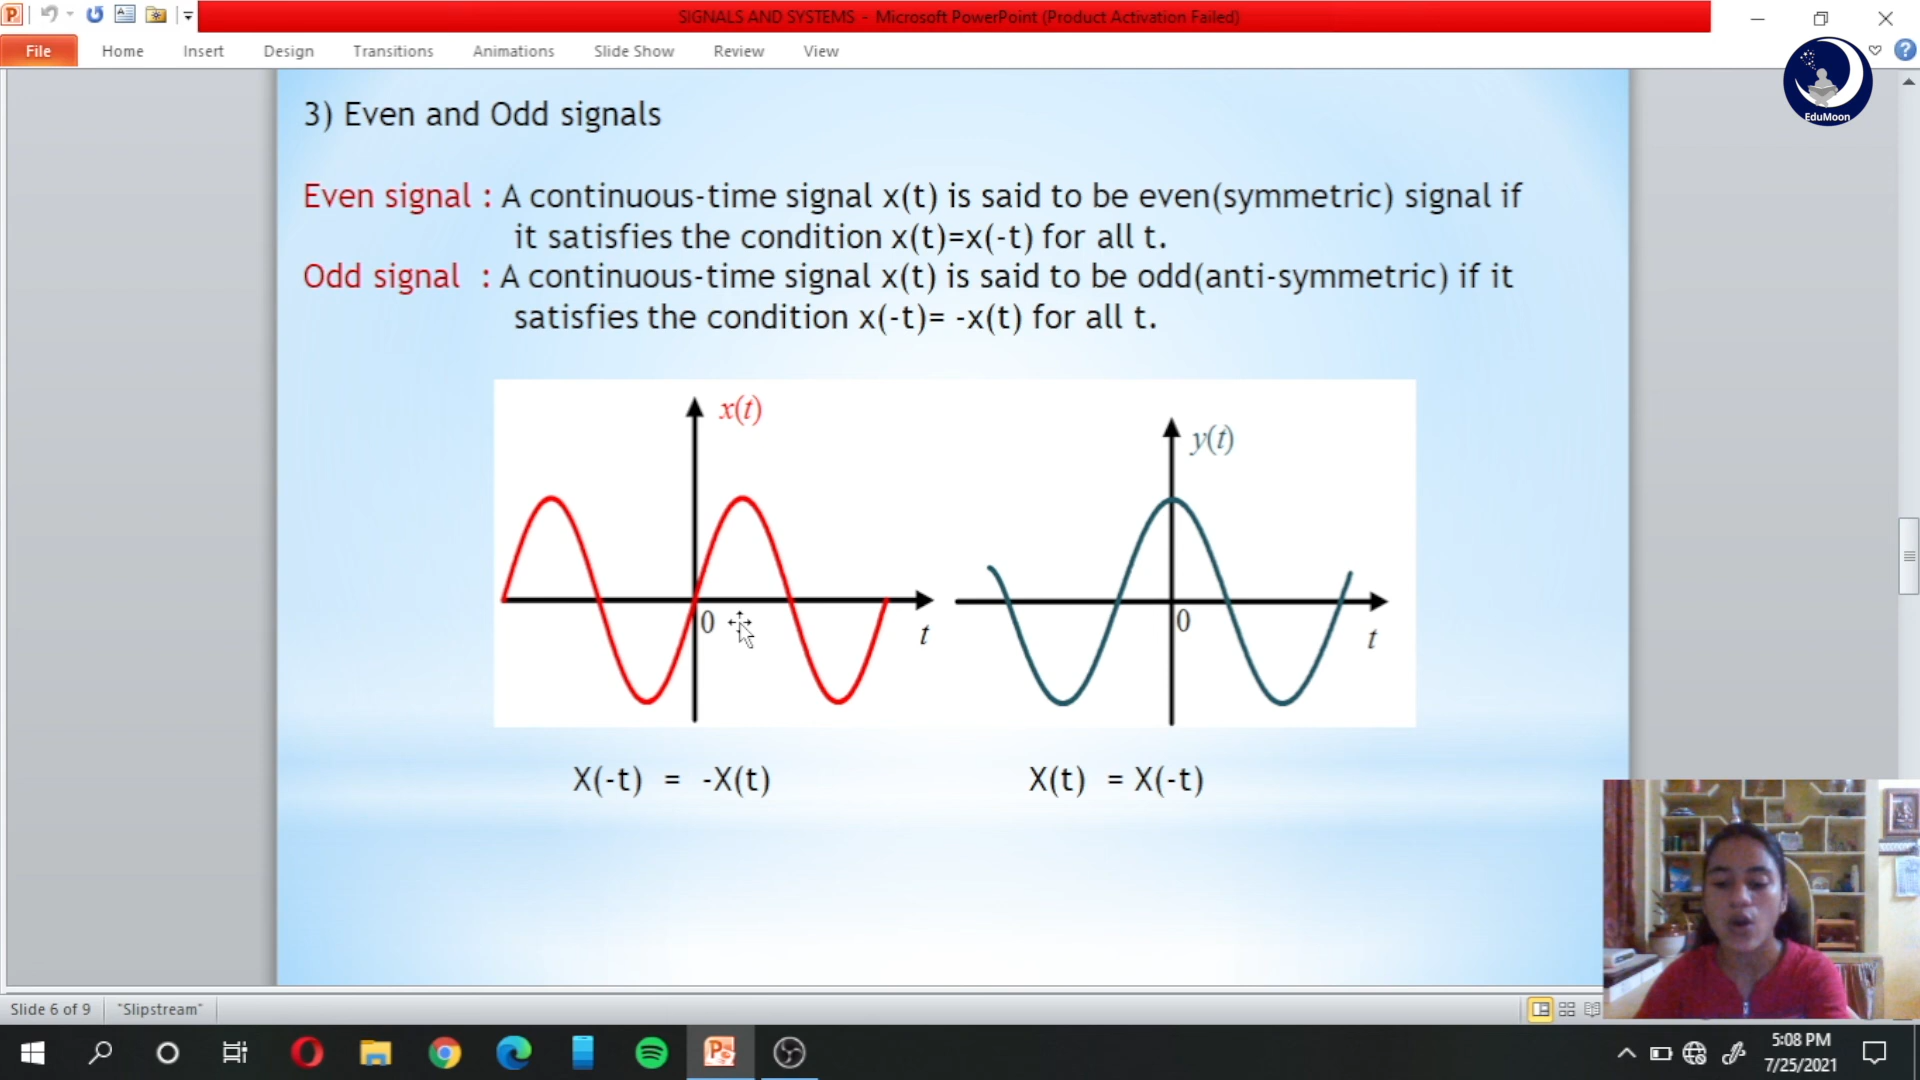 SIGNALS AND SYSTEMS - Microsoft PowerPoint (Product Activation Failed)
File Home Insert Design Transitions Animations Slide Show Review View
EduMoon
3) Even and Odd signals
Even signal : A continuous-time signal x(t) is said to be even(symmetric) signal if
it satisfies the condition x(t)=x(-t) for all t.
Odd signal : A continuous-time signal x(t) is said to be odd(anti-symmetric) if it
satisfies the condition x(-t)= -x(t) for all t.
x(t)
y(t)
0
t
0
t
X(-t) = -X(t)
X(t) = X(-t)
Slide 6 of 9 "Slipstream"
5:08 PM
7/25/2021